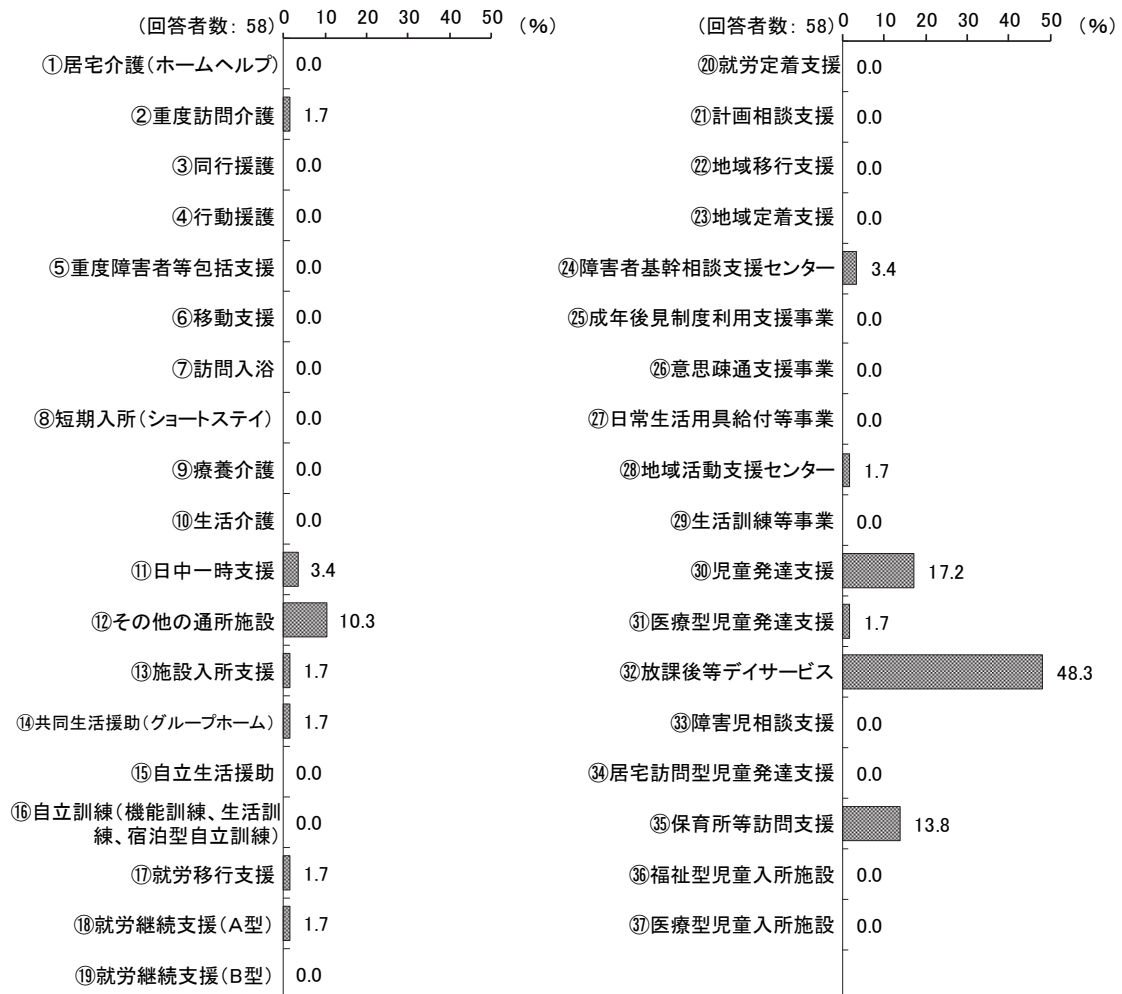 (回答者数: 58) 0 10 20 30 40 50 (%)
①居宅介護(ホームヘルプ) 0.0
②重度訪問介護 1.7
③同行援護 0.0
④行動援護 0.0
⑤重度障害者等包括支援 0.0
⑥移動支援 0.0
⑦訪問入浴 0.0
⑧短期入所(ショートステイ) 0.0
⑨療養介護 0.0
⑩生活介護 0.0
⑪日中一時支援 3.4
⑫その他の通所施設 10.3
⑬施設入所支援 1.7
⑭共同生活援助(グループホーム) 1.7
⑮自立生活援助 0.0
⑯自立訓練(機能訓練、生活訓
練、宿泊型自立訓練) 0.0
⑰就労移行支援 1.7
⑱就労継続支援(A型) 1.7
⑲就労継続支援(B型) 0.0
(回答者数: 58) 0 10 20 30 40 50 (%)
⑳就労定着支援 0.0
㉑計画相談支援 0.0
㉒地域移行支援 0.0
㉓地域定着支援 0.0
㉔障害者基幹相談支援センター 3.4
㉕成年後見制度利用支援事業 0.0
㉖意思疎通支援事業 0.0
㉗日常生活用具給付等事業 0.0
㉘地域活動支援センター 1.7
㉙生活訓練等事業 0.0
㉚児童発達支援 17.2
㉛医療型児童発達支援 1.7
㉜放課後等デイサービス 48.3
㉝障害児相談支援 0.0
㉞居宅訪問型児童発達支援 0.0
㉟保育所等訪問支援 13.8
㊱福祉型児童入所施設 0.0
㊲医療型児童入所施設 0.0